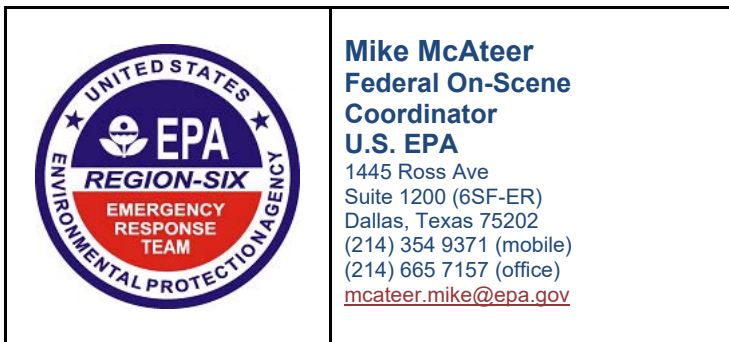 UNITED STATES
EPA
REGION-SIX
EMERGENCY
RESPONSE
TEAM
ENVIRONMENTAL PROTECTION AGENCY
Mike McAteer
Federal On-Scene
Coordinator
U.S. EPA
1445 Ross Ave
Suite 1200 (6SF-ER)
Dallas, Texas 75202
(214) 354 9371 (mobile)
(214) 665 7157 (office)
mcateer.mike@epa.gov